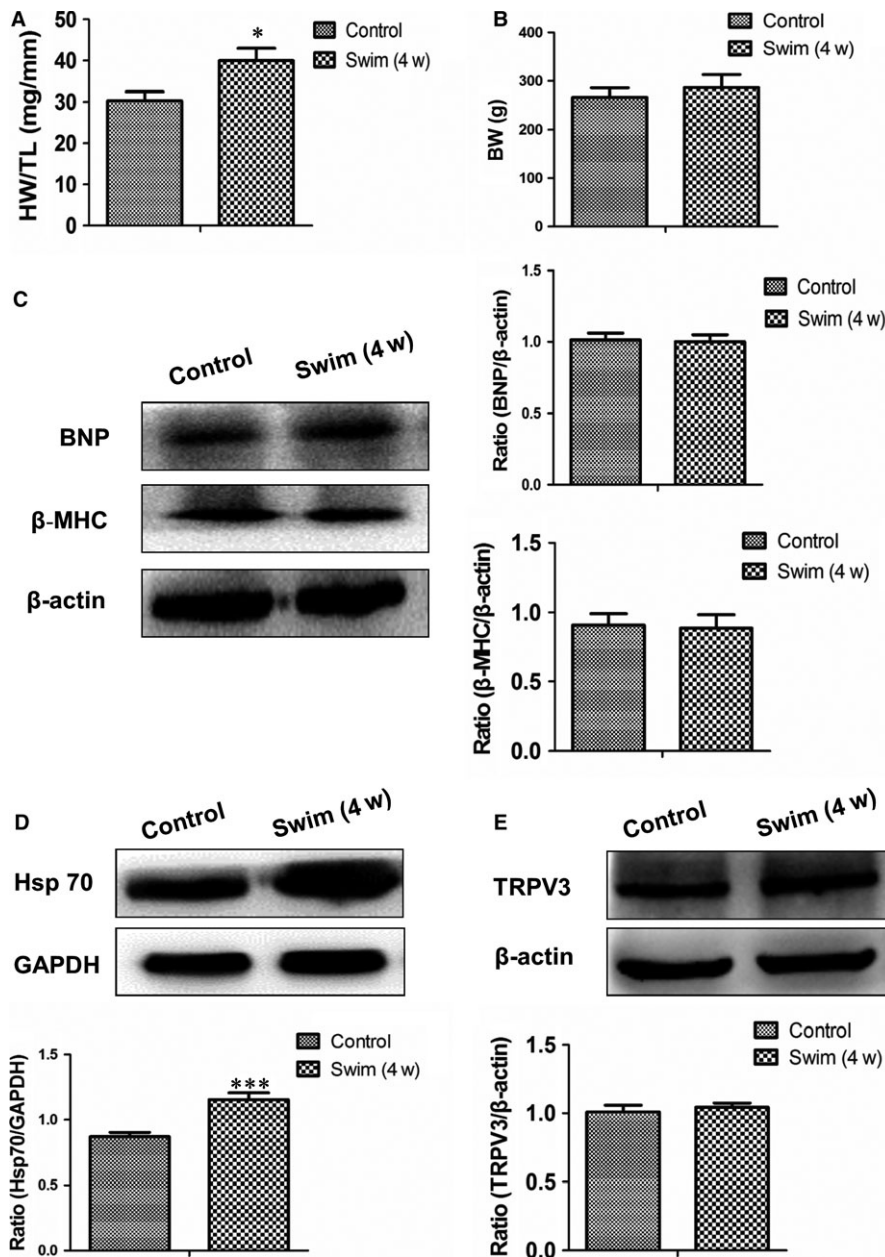 A
HW/TL (mg/mm)
50
40
30
20
10
0
*
Control
Swim (4 w)
B
BW (g)
400
300
200
100
0
Control
Swim (4 w)
C
Control
Swim (4 w)
BNP
β-MHC
β-actin
Ratio (BNP/β-actin)
1.5
1.0
0.5
0.0
Control
Swim (4 w)
Ratio (β-MHC/β-actin)
1.5
1.0
0.5
0.0
Control
Swim (4 w)
D
Control
Swim (4 w)
Hsp 70
GAPDH
Ratio (Hsp70/GAPDH)
1.5
1.0
0.5
0.0
***
Control
Swim (4 w)
E
Control
Swim (4 w)
TRPV3
β-actin
Ratio (TRPV3/β-actin)
1.5
1.0
0.5
0.0
Control
Swim (4 w)